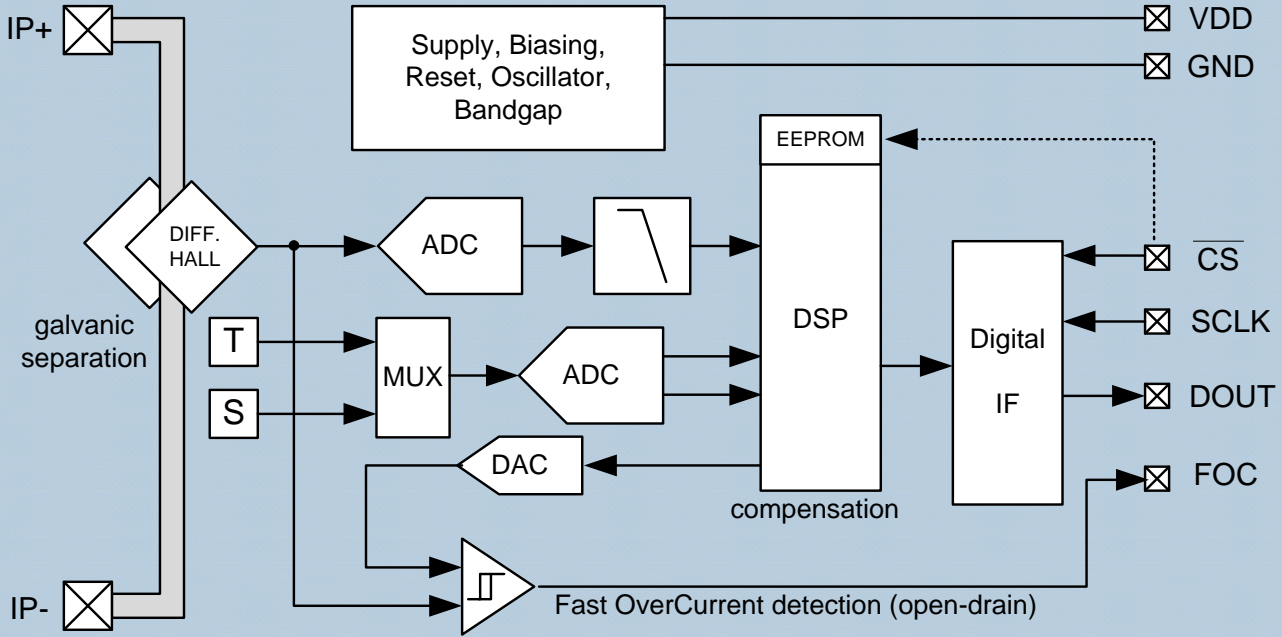 IP+
Supply, Biasing,
Reset, Oscillator,
Bandgap
VDD
GND
EEPROM
DIFF.
HALL
ADC
DSP
CS
galvanic
separation
T
S
MUX
ADC
Digital
IF
SCLK
DOUT
DAC
FOC
compensation
IP-
Fast OverCurrent detection (open-drain)